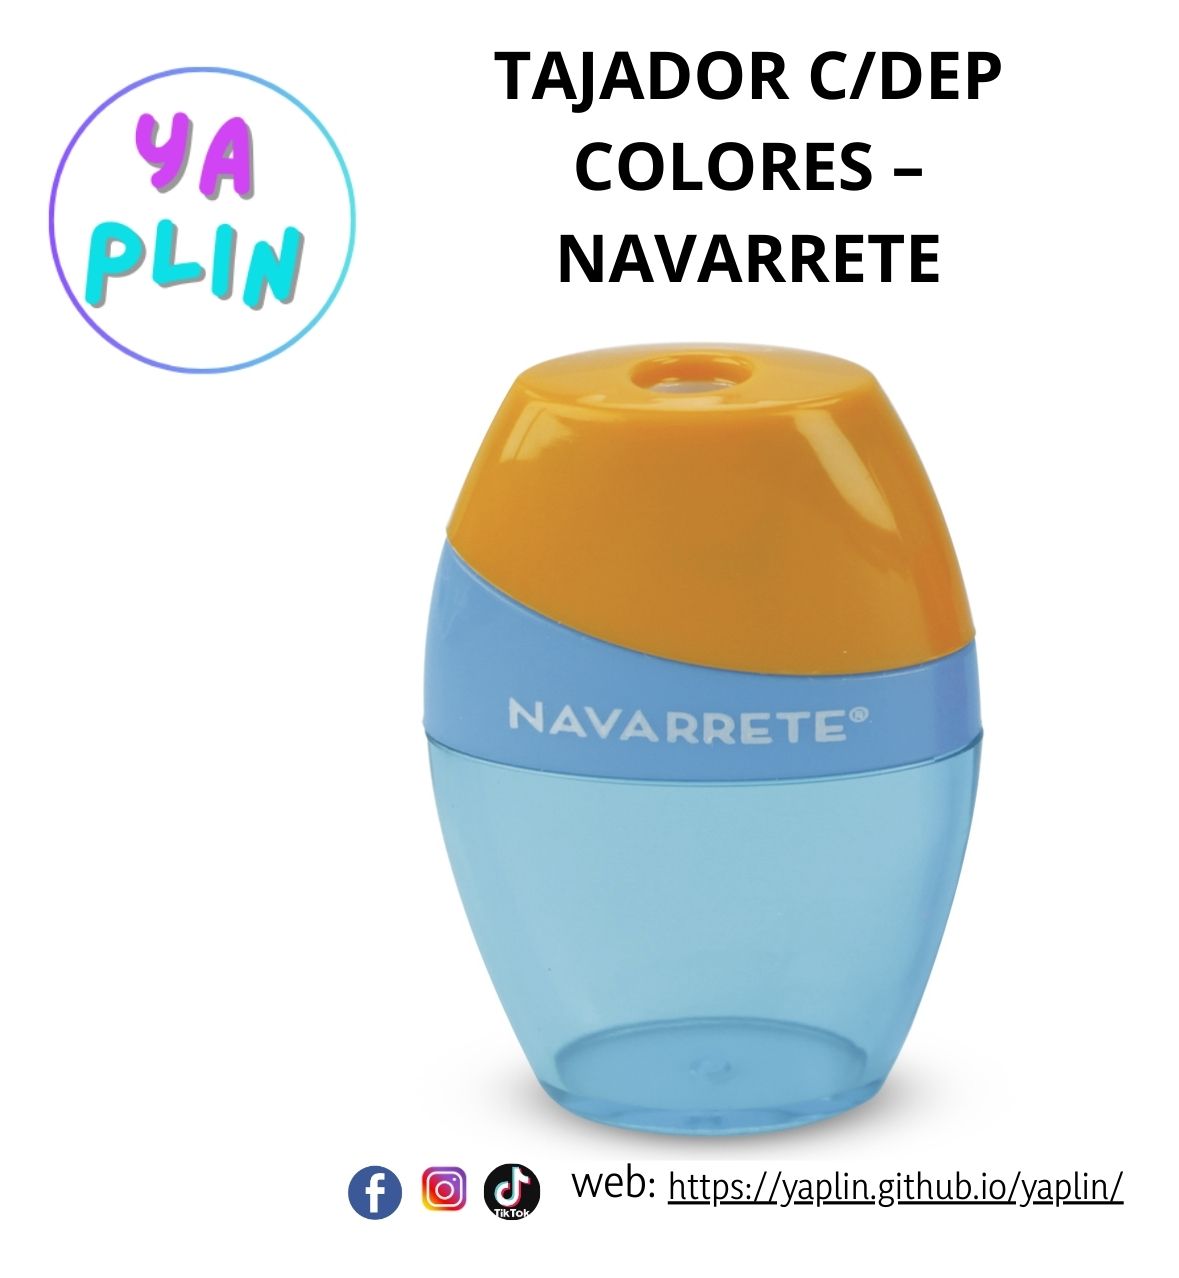 YA
PLIN
TAJADOR C/DEP
COLORES –
NAVARRETE
NAVARRETE®
TikTok
web: https://yaplin.github.io/yaplin/